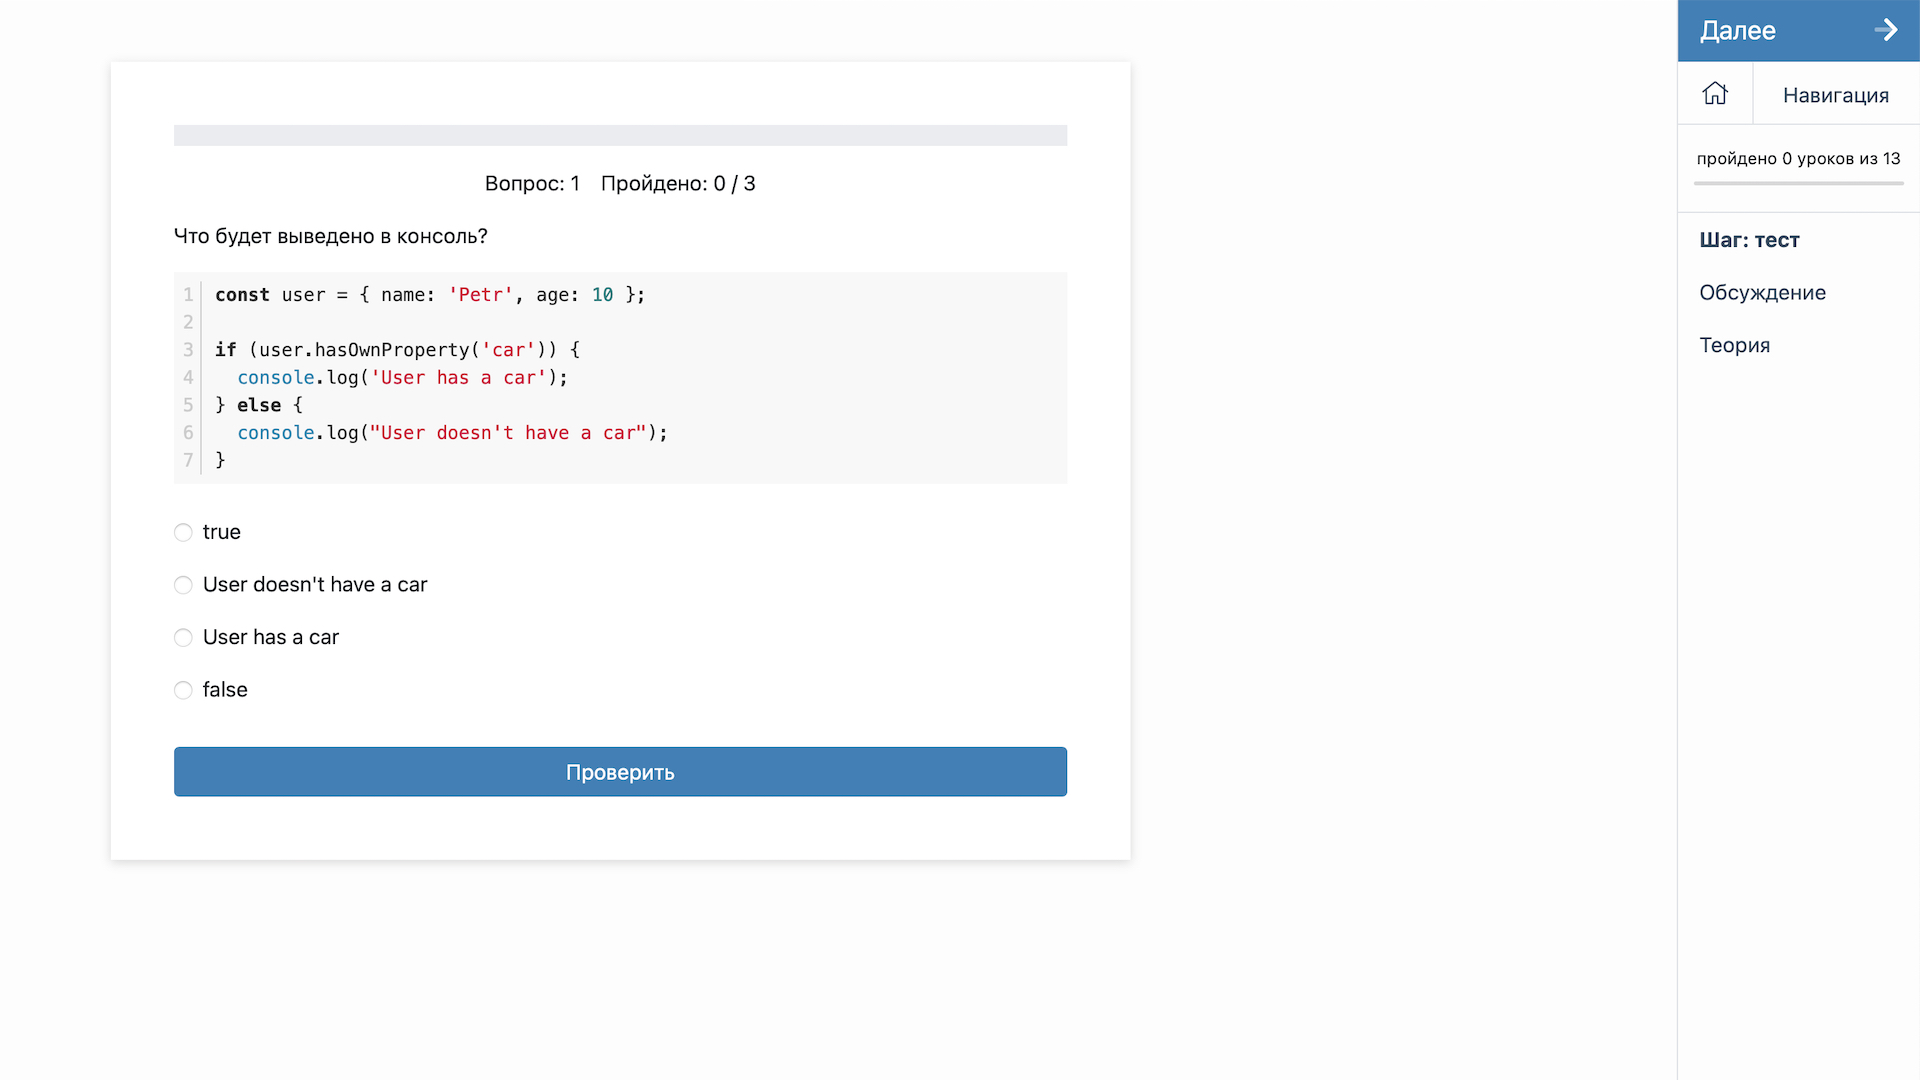 Далее
Навигация
пройдено 0 уроков из 13
Шаг: тест
Обсуждение
Теория
Вопрос: 1 Пройдено: 0 / 3
Что будет выведено в консоль?
1 const user = { name: 'Petr', age: 10 };
2
3 if (user.hasOwnProperty('car')) {
4 console.log('User has a car');
5 } else {
6 console.log("User doesn't have a car");
7 }
true
User doesn't have a car
User has a car
false
Проверить